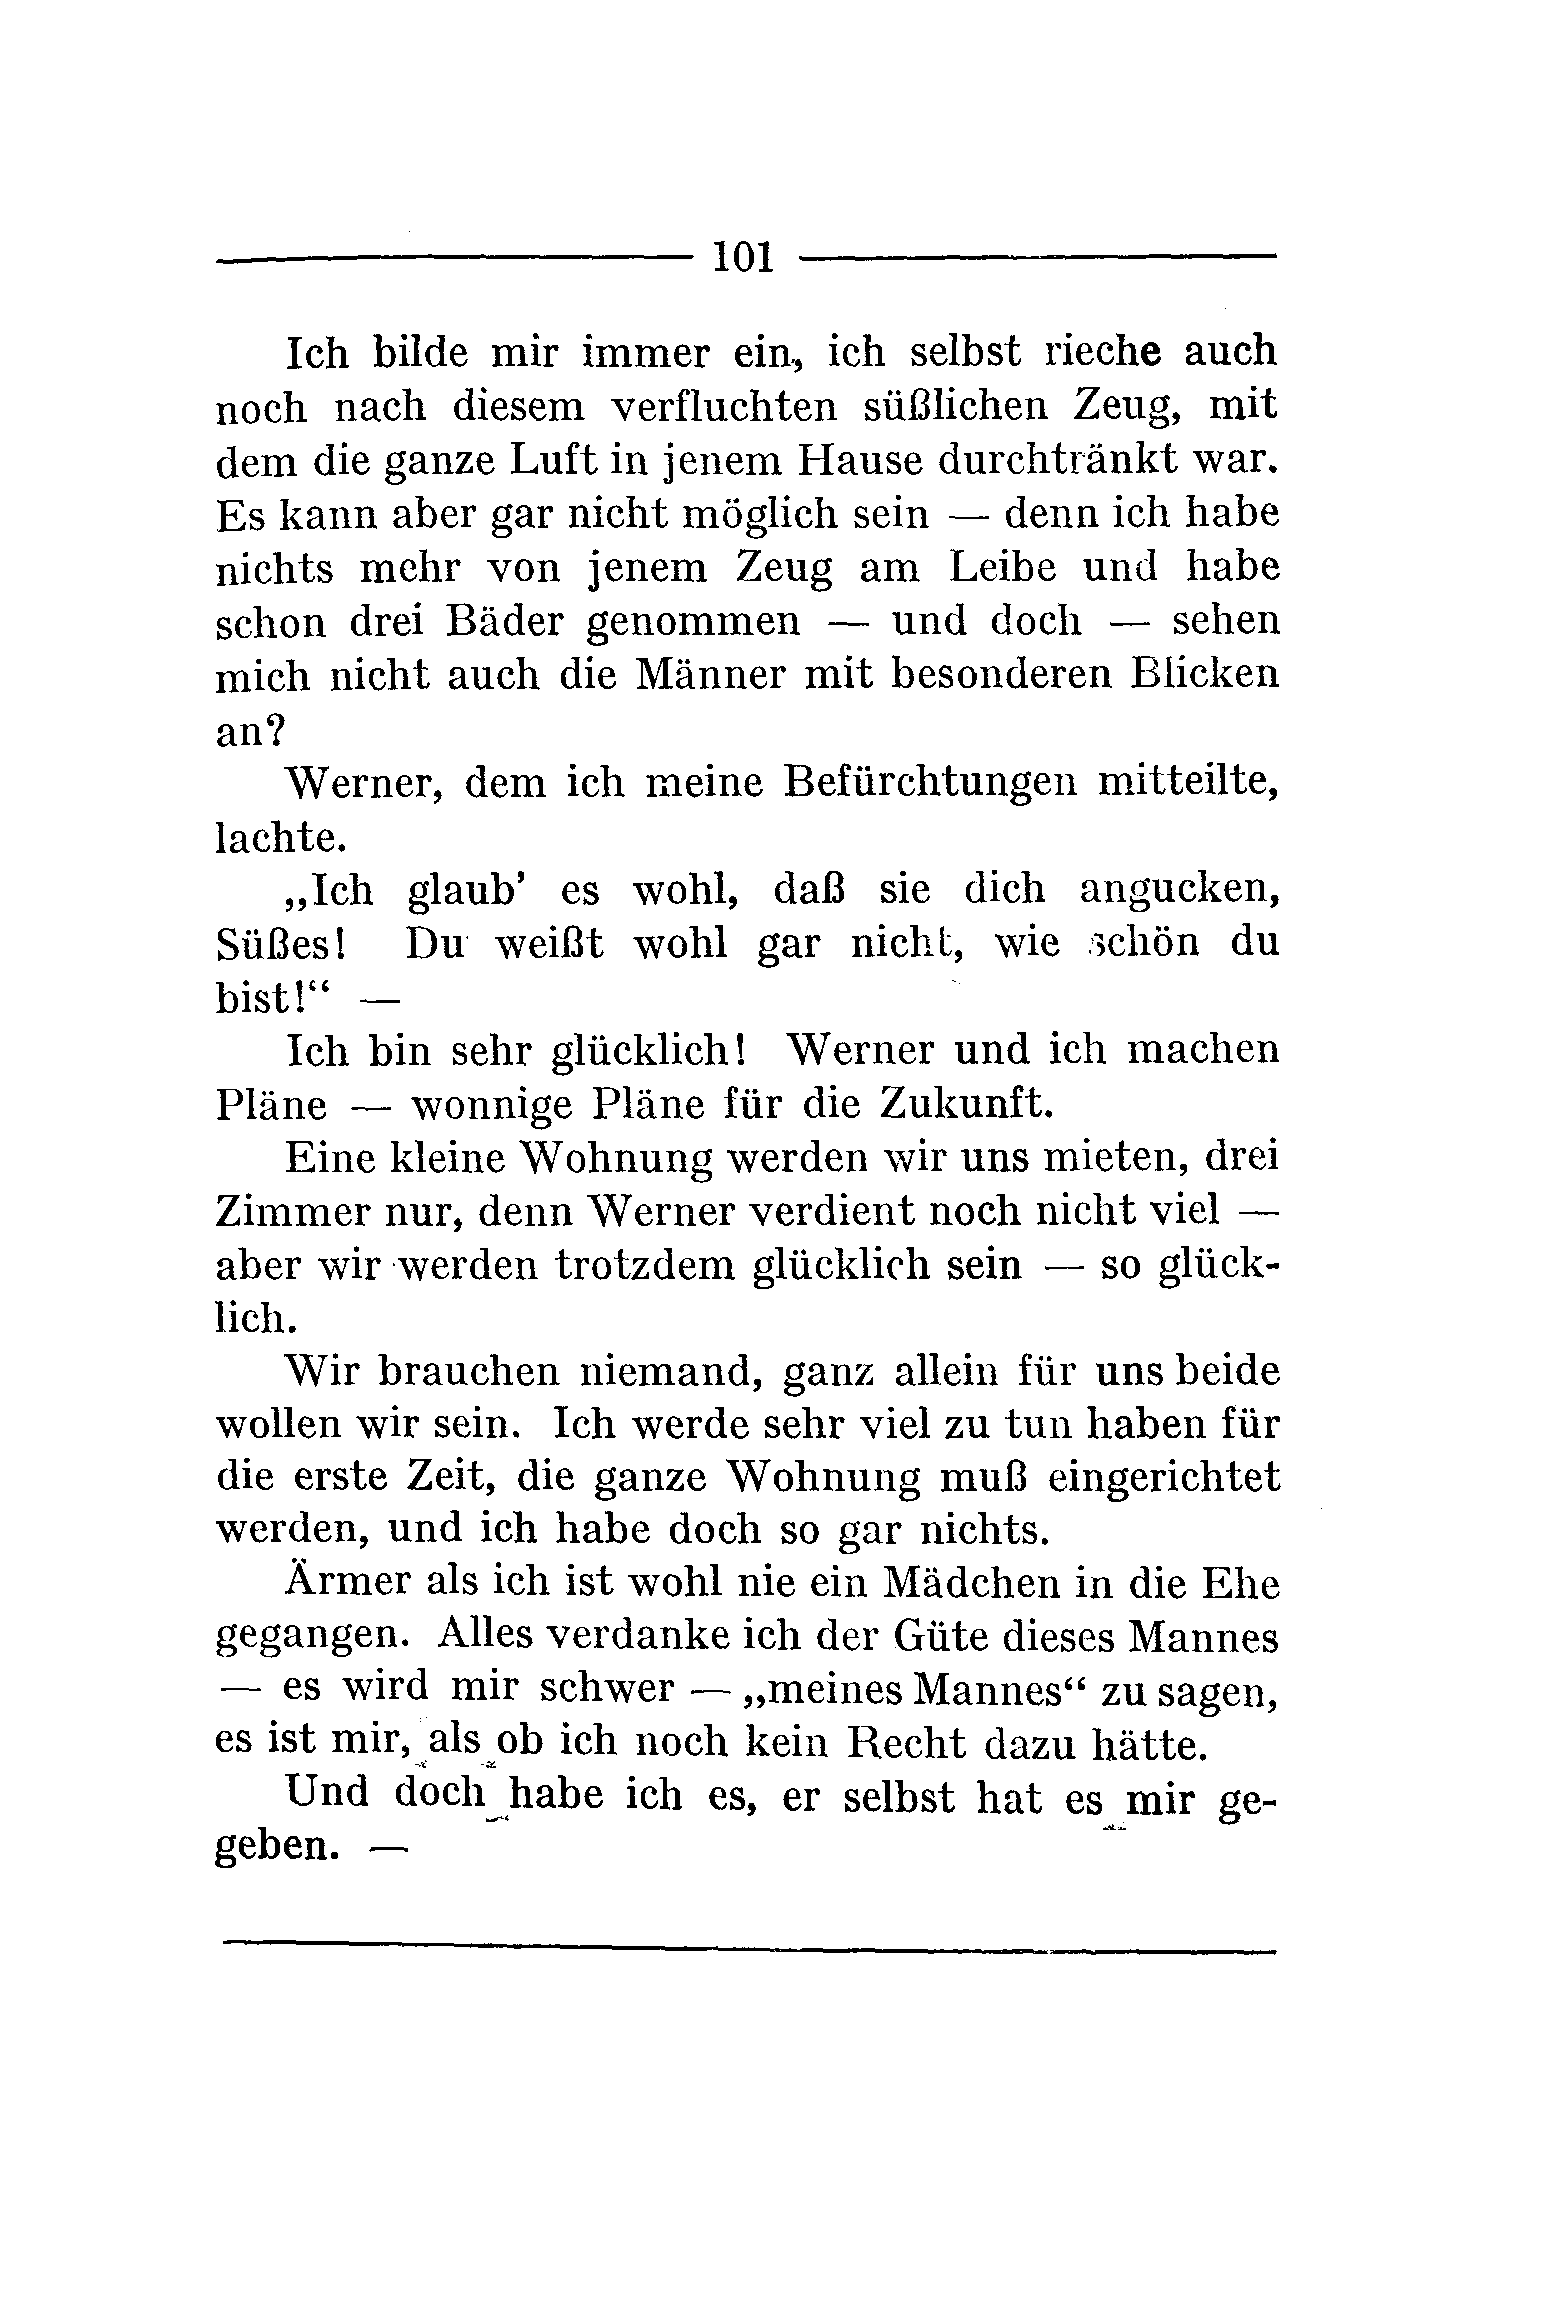 101
Ich bilde mir immer ein, ich selbst rieche auch
noch nach diesem verfluchten süßlichen Zeug, mit
dem die ganze Luft in jenem Hause durchtränkt war.
Es kann aber gar nicht möglich sein — denn ich habe
nichts mehr von jenem Zeug am Leibe und habe
schon drei Bäder genommen — und doch — sehen
mich nicht auch die Männer mit besonderen Blicken
an?
Werner, dem ich meine Befürchtungen mitteilte,
lachte.
„Ich glaub’ es wohl, daß sie dich angucken,
Süßes! Du weißt wohl gar nicht, wie schön du
bist!“ —
Ich bin sehr glücklich! Werner und ich machen
Pläne — wonnige Pläne für die Zukunft.
Eine kleine Wohnung werden wir uns mieten, drei
Zimmer nur, denn Werner verdient noch nicht viel —
aber wir werden trotzdem glücklich sein — so glück-
lich.
Wir brauchen niemand, ganz allein für uns beide
wollen wir sein. Ich werde sehr viel zu tun haben für
die erste Zeit, die ganze Wohnung muß eingerichtet
werden, und ich habe doch so gar nichts.
Ärmer als ich ist wohl nie ein Mädchen in die Ehe
gegangen. Alles verdanke ich der Güte dieses Mannes
— es wird mir schwer — „meines Mannes“ zu sagen,
es ist mir, als ob ich noch kein Recht dazu hätte.
Und doch habe ich es, er selbst hat es mir ge-
geben. —